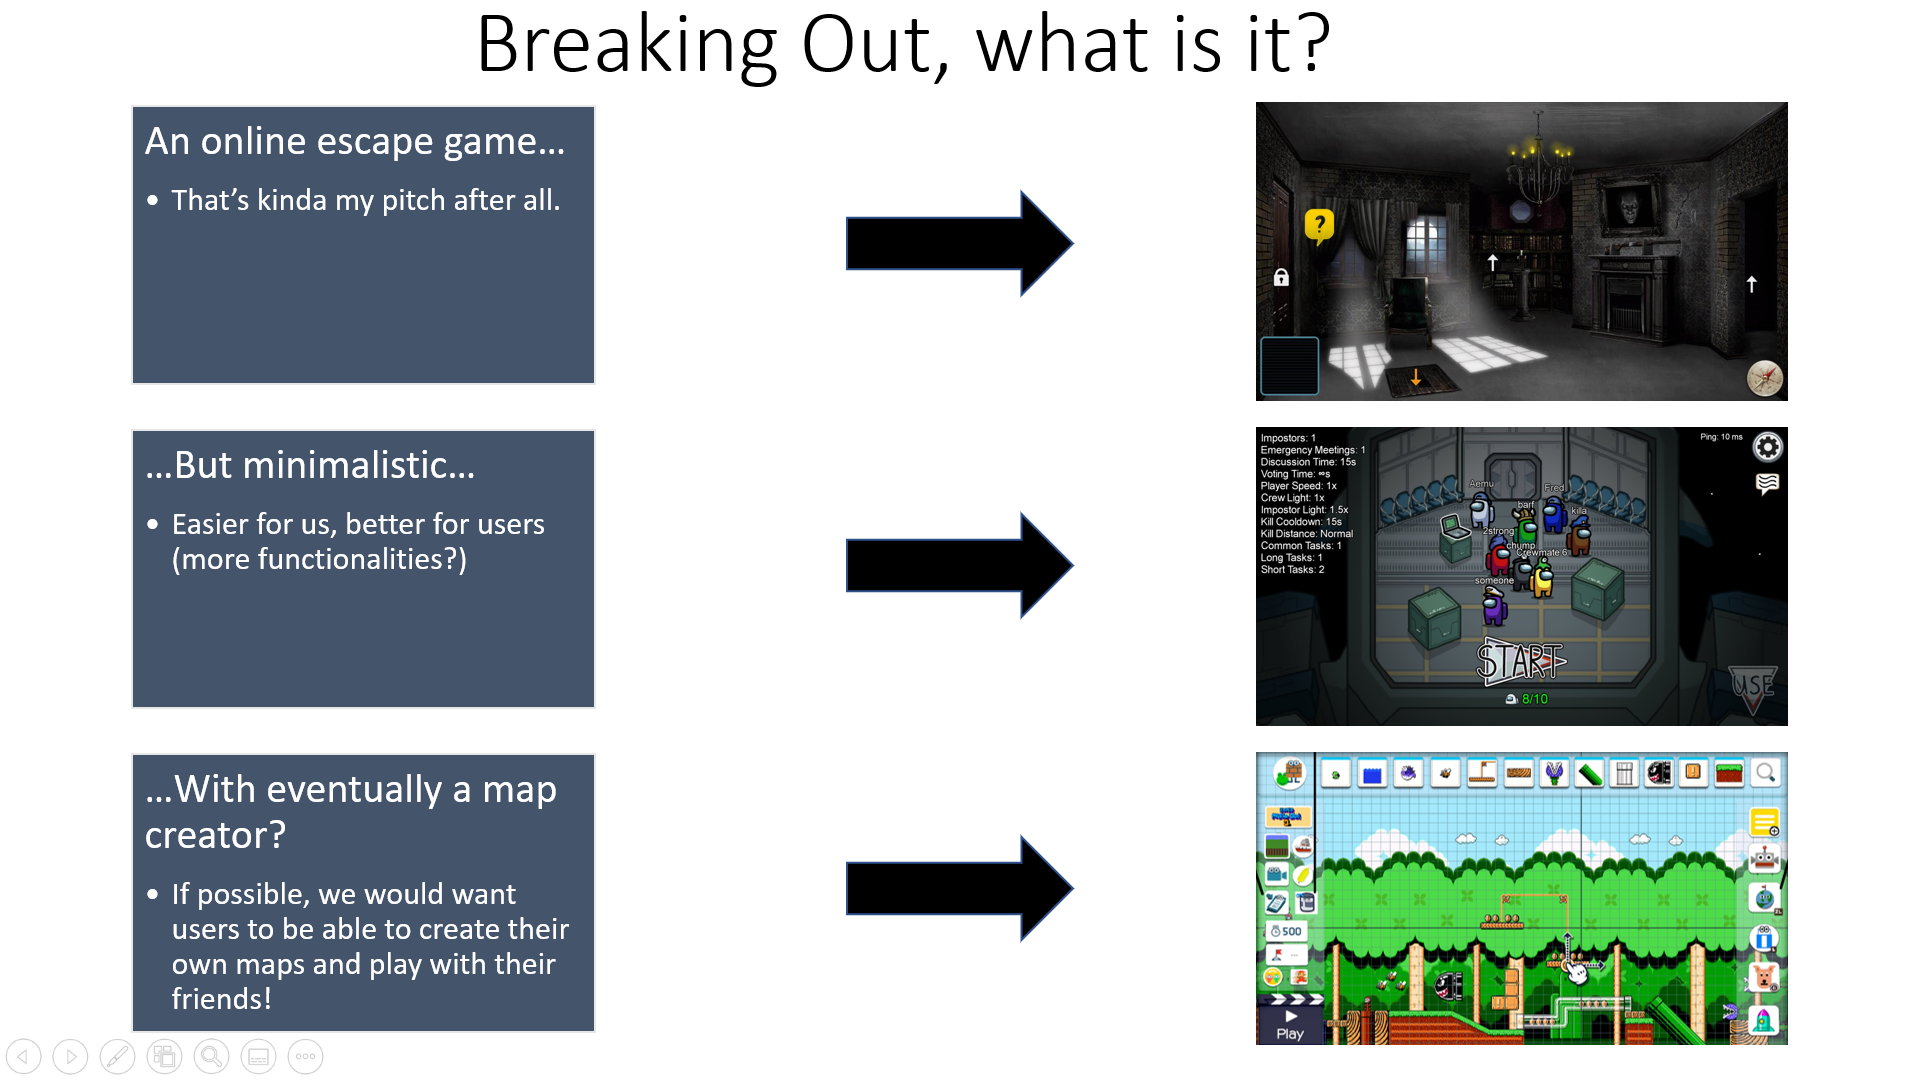 Breaking Out, what is it?
An online escape game…
• That’s kinda my pitch after all.
…But minimalistic…
• Easier for us, better for users
(more functionalities?)
…With eventually a map
creator?
• If possible, we would want
users to be able to create their
own maps and play with their
friends!
?
Impostors: 1
Emergency Meetings: 1
Discussion Time: 15s
Voting Time: ∞s
Player Speed: 1x
Crew Light: 1x
Impostor Light: 1.5x
Kill Cooldown: 15s
Kill Distance: Normal
Common Tasks: 1
Long Tasks: 1
Short Tasks: 2
Ping: 10 ms
Aemu
Fred
barf
killa
2strong
chump
Crewmate 6
someone
START
8/10
USE
500
Play